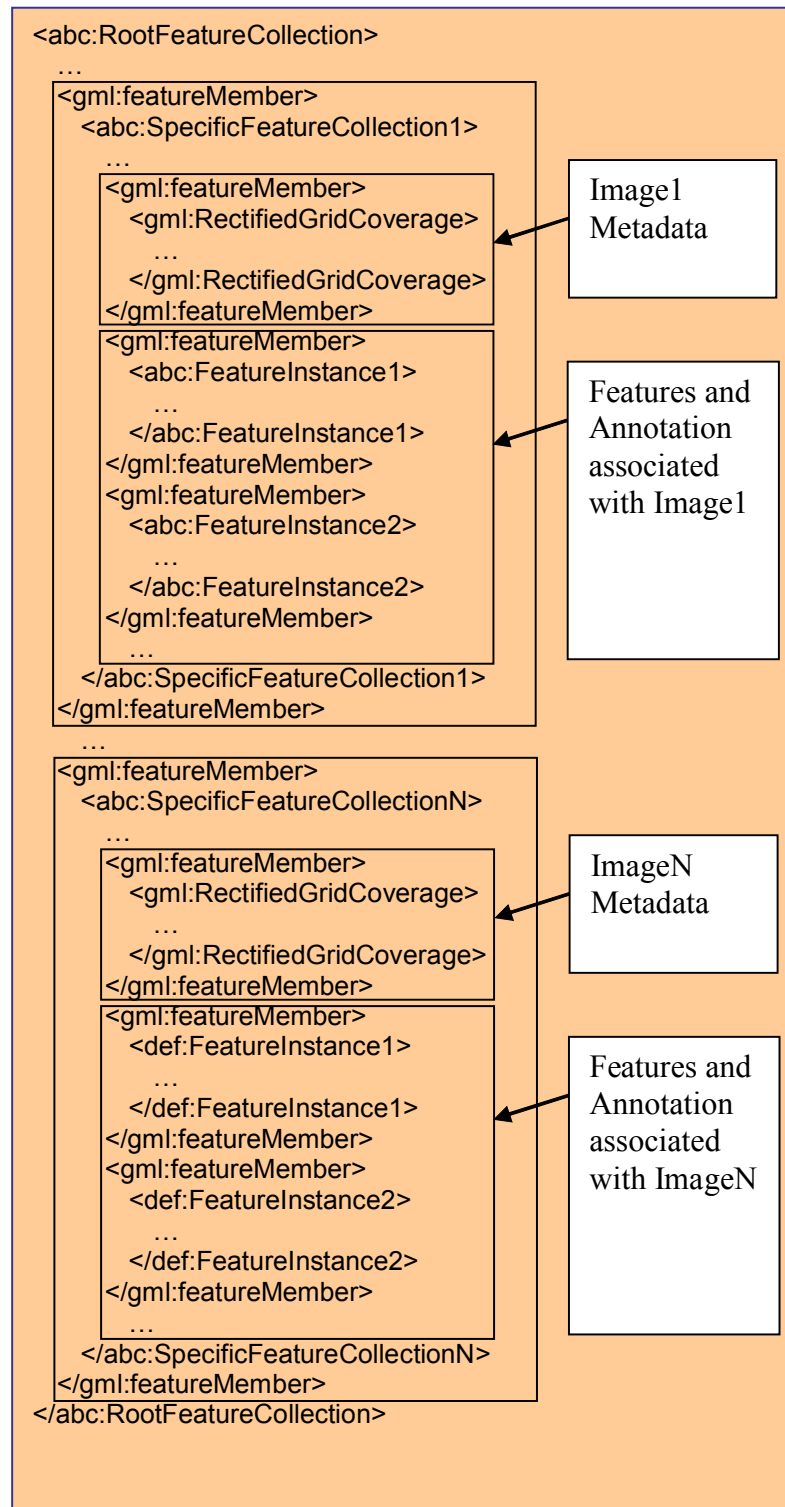 <abc:RootFeatureCollection>
…
<gml:featureMember>
<abc:SpecificFeatureCollection1>
…
<gml:featureMember>
<gml:RectifiedGridCoverage>
…
</gml:RectifiedGridCoverage>
</gml:featureMember>
Image1
Metadata
<gml:featureMember>
<abc:FeatureInstance1>
…
</abc:FeatureInstance1>
</gml:featureMember>
<gml:featureMember>
<abc:FeatureInstance2>
…
</abc:FeatureInstance2>
</gml:featureMember>
…
Features and
Annotation
associated
with Image1
</abc:SpecificFeatureCollection1>
</gml:featureMember>
…
<gml:featureMember>
<abc:SpecificFeatureCollectionN>
…
<gml:featureMember>
<gml:RectifiedGridCoverage>
…
</gml:RectifiedGridCoverage>
</gml:featureMember>
ImageN
Metadata
<gml:featureMember>
<def:FeatureInstance1>
…
</def:FeatureInstance1>
</gml:featureMember>
<gml:featureMember>
<def:FeatureInstance2>
…
</def:FeatureInstance2>
</gml:featureMember>
…
Features and
Annotation
associated
with ImageN
</abc:SpecificFeatureCollectionN>
</gml:featureMember>
</abc:RootFeatureCollection>